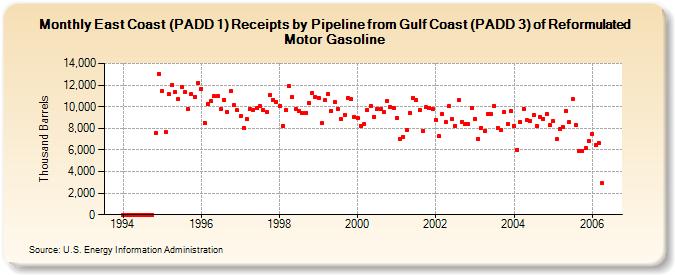 Monthly East Coast (PADD 1) Receipts by Pipeline from Gulf Coast (PADD 3) of Reformulated
Motor Gasoline
Thousand Barrels
14,000
12,000
10,000
8,000
6,000
4,000
2,000
0
1994 1996 1998 2000 2002 2004 2006
Source: U.S. Energy Information Administration